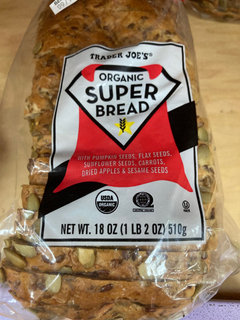 TRADER JOE'S®
ORGANIC
SUPER
BREAD
WITH PUMPKIN SEEDS, FLAX SEEDS,
SUNFLOWER SEEDS, CARROTS,
DRIED APPLES & SESAME SEEDS
USDA
ORGANIC
NET WT. 18 OZ (1 LB 2 OZ) 510g